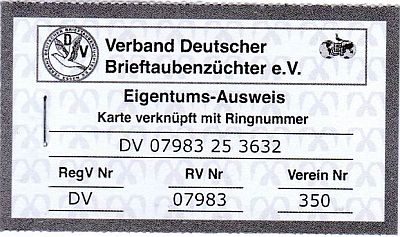 Verband Deutscher
Brieftaubenzüchter e.V.
DV
Eigentums-Ausweis
Karte verknüpft mit Ringnummer
DV 07983 25 3632
RegV Nr RV Nr Verein Nr
DV 07983 350